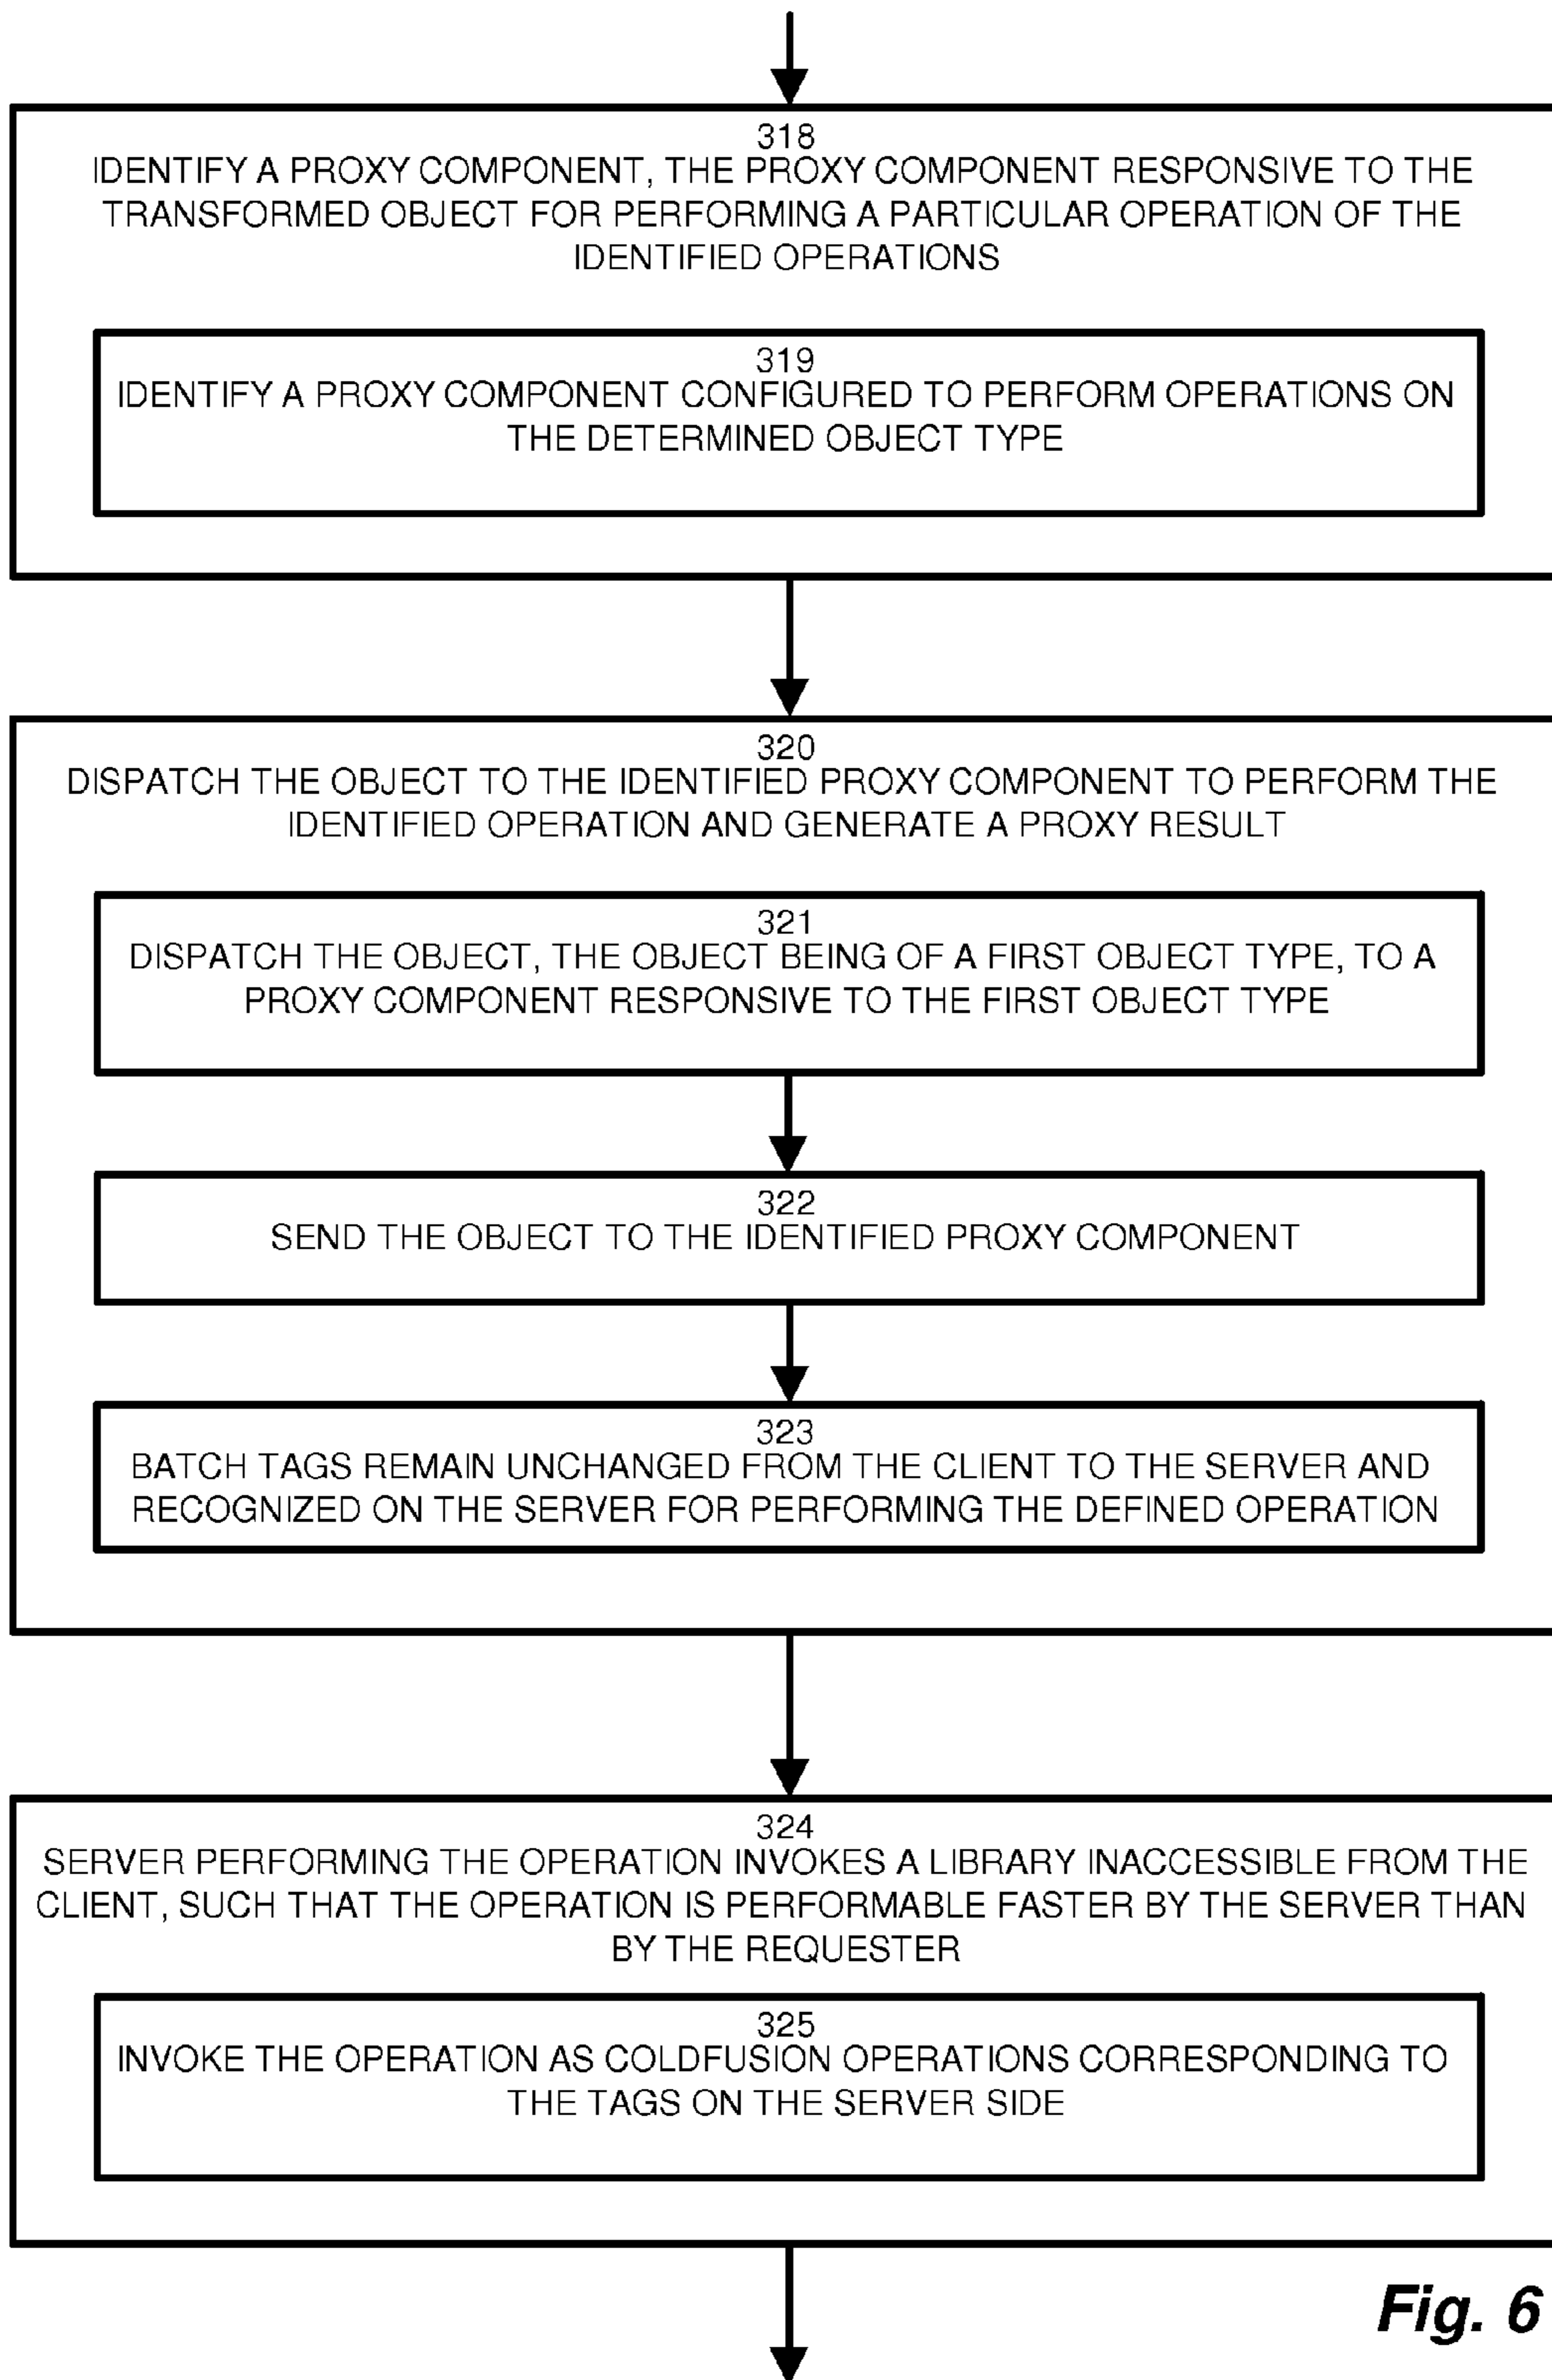 318
IDENTIFY A PROXY COMPONENT, THE PROXY COMPONENT RESPONSIVE TO THE
TRANSFORMED OBJECT FOR PERFORMING A PARTICULAR OPERATION OF THE
IDENTIFIED OPERATIONS
319
IDENTIFY A PROXY COMPONENT CONFIGURED TO PERFORM OPERATIONS ON
THE DETERMINED OBJECT TYPE
320
DISPATCH THE OBJECT TO THE IDENTIFIED PROXY COMPONENT TO PERFORM THE
IDENTIFIED OPERATION AND GENERATE A PROXY RESULT
321
DISPATCH THE OBJECT, THE OBJECT BEING OF A FIRST OBJECT TYPE, TO A
PROXY COMPONENT RESPONSIVE TO THE FIRST OBJECT TYPE
322
SEND THE OBJECT TO THE IDENTIFIED PROXY COMPONENT
323
BATCH TAGS REMAIN UNCHANGED FROM THE CLIENT TO THE SERVER AND
RECOGNIZED ON THE SERVER FOR PERFORMING THE DEFINED OPERATION
324
SERVER PERFORMING THE OPERATION INVOKES A LIBRARY INACCESSIBLE FROM THE
CLIENT, SUCH THAT THE OPERATION IS PERFORMABLE FASTER BY THE SERVER THAN
BY THE REQUESTER
325
INVOKE THE OPERATION AS COLDFUSION OPERATIONS CORRESPONDING TO
THE TAGS ON THE SERVER SIDE
Fig. 6